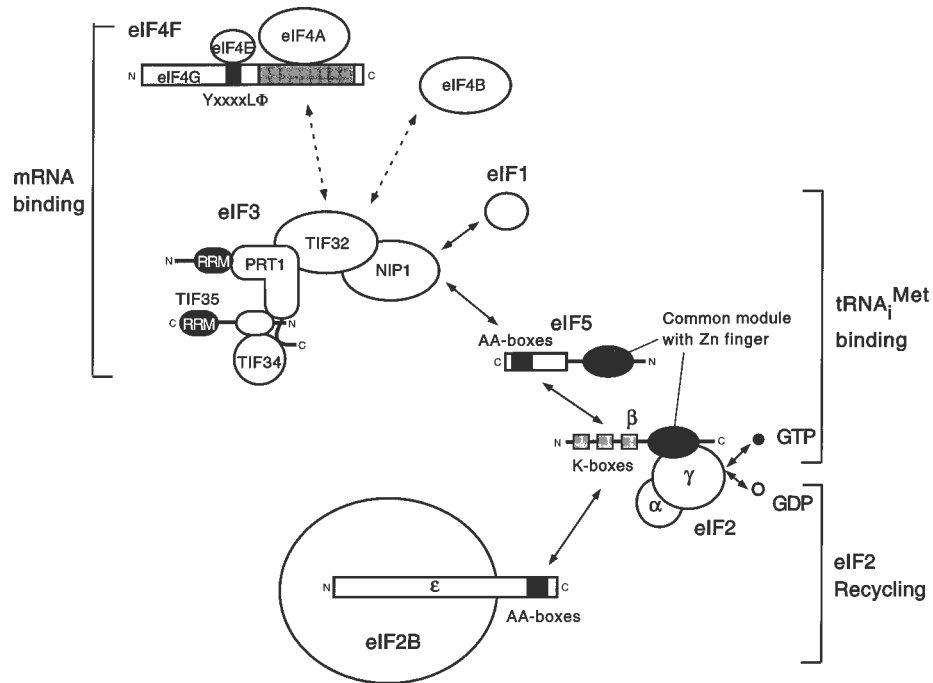 eIF4F
eIF4E
eIF4A
N
eIF4G
C
YxxxxLΦ
eIF4B
mRNA
binding
eIF1
eIF3
TIF32
N
RRM
PRT1
NIP1
TIF35
C
RRM
N
C
TIF34
eIF5
AA-boxes
C
N
Common module
with Zn finger
tRNAiMet
binding
β
N
C
K-boxes
GTP
γ
α
GDP
eIF2
eIF2
Recycling
N
ε
C
AA-boxes
eIF2B